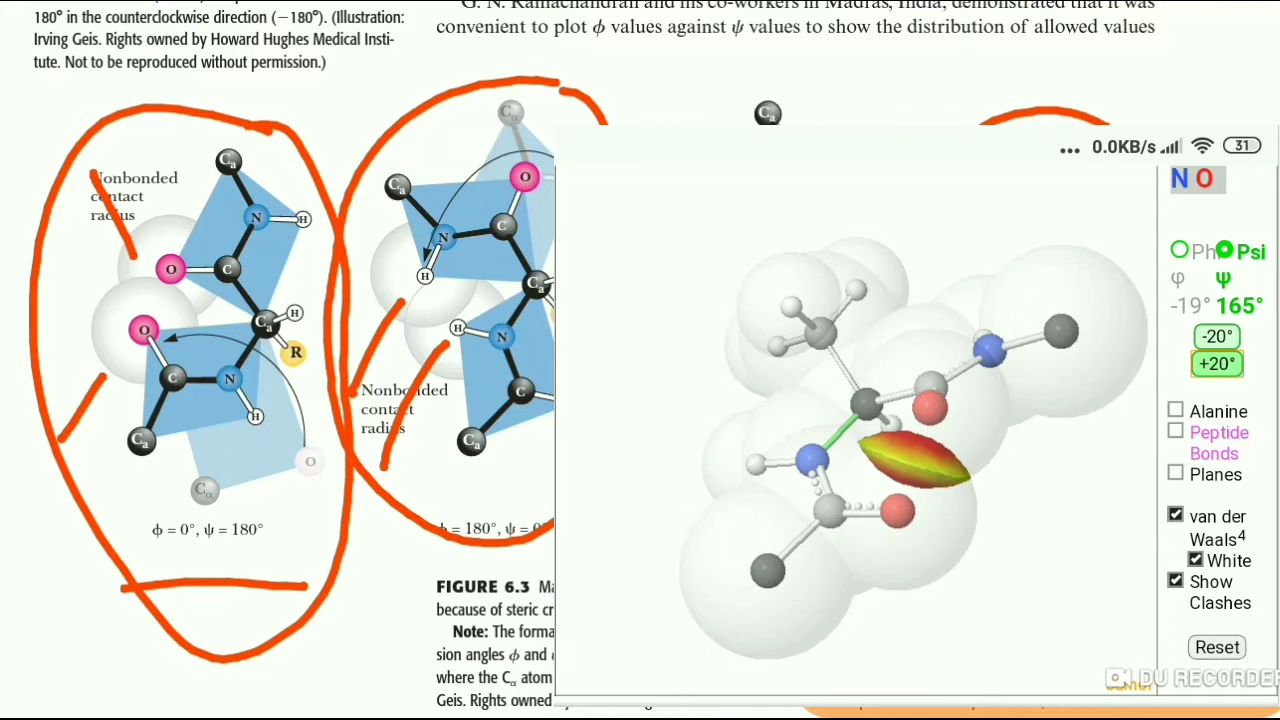 180° in the counterclockwise direction (−180°). (Illustration:
Irving Geis. Rights owned by Howard Hughes Medical Insti-
tute. Not to be reproduced without permission.)
G. N. Ramachandran and his co-workers in Madras, India, demonstrated that it was
convenient to plot ϕ values against ψ values to show the distribution of allowed values
Nonbonded
contact
radius
Cα
N
H
O
C
Cα
H
R
O
C
N
H
Cα
Cα
O
ϕ = 0°, ψ = 180°
Cα
O
Cα
N
C
H
Cα
H
N
C
Cα
Nonbonded
contact
radius
ϕ = 180°, ψ = 0°
Cα
FIGURE 6.3 Ma
because of steric cr
Note: The forma
sion angles ϕ and
where the Cα atom
Geis. Rights owned
... 0.0KB/s 31
N O
Phi Psi
φ ψ
-19° 165°
-20°
+20°
Alanine
Peptide
Bonds
Planes
van der
Waals4
White
Show
Clashes
Reset
DU RECORDER